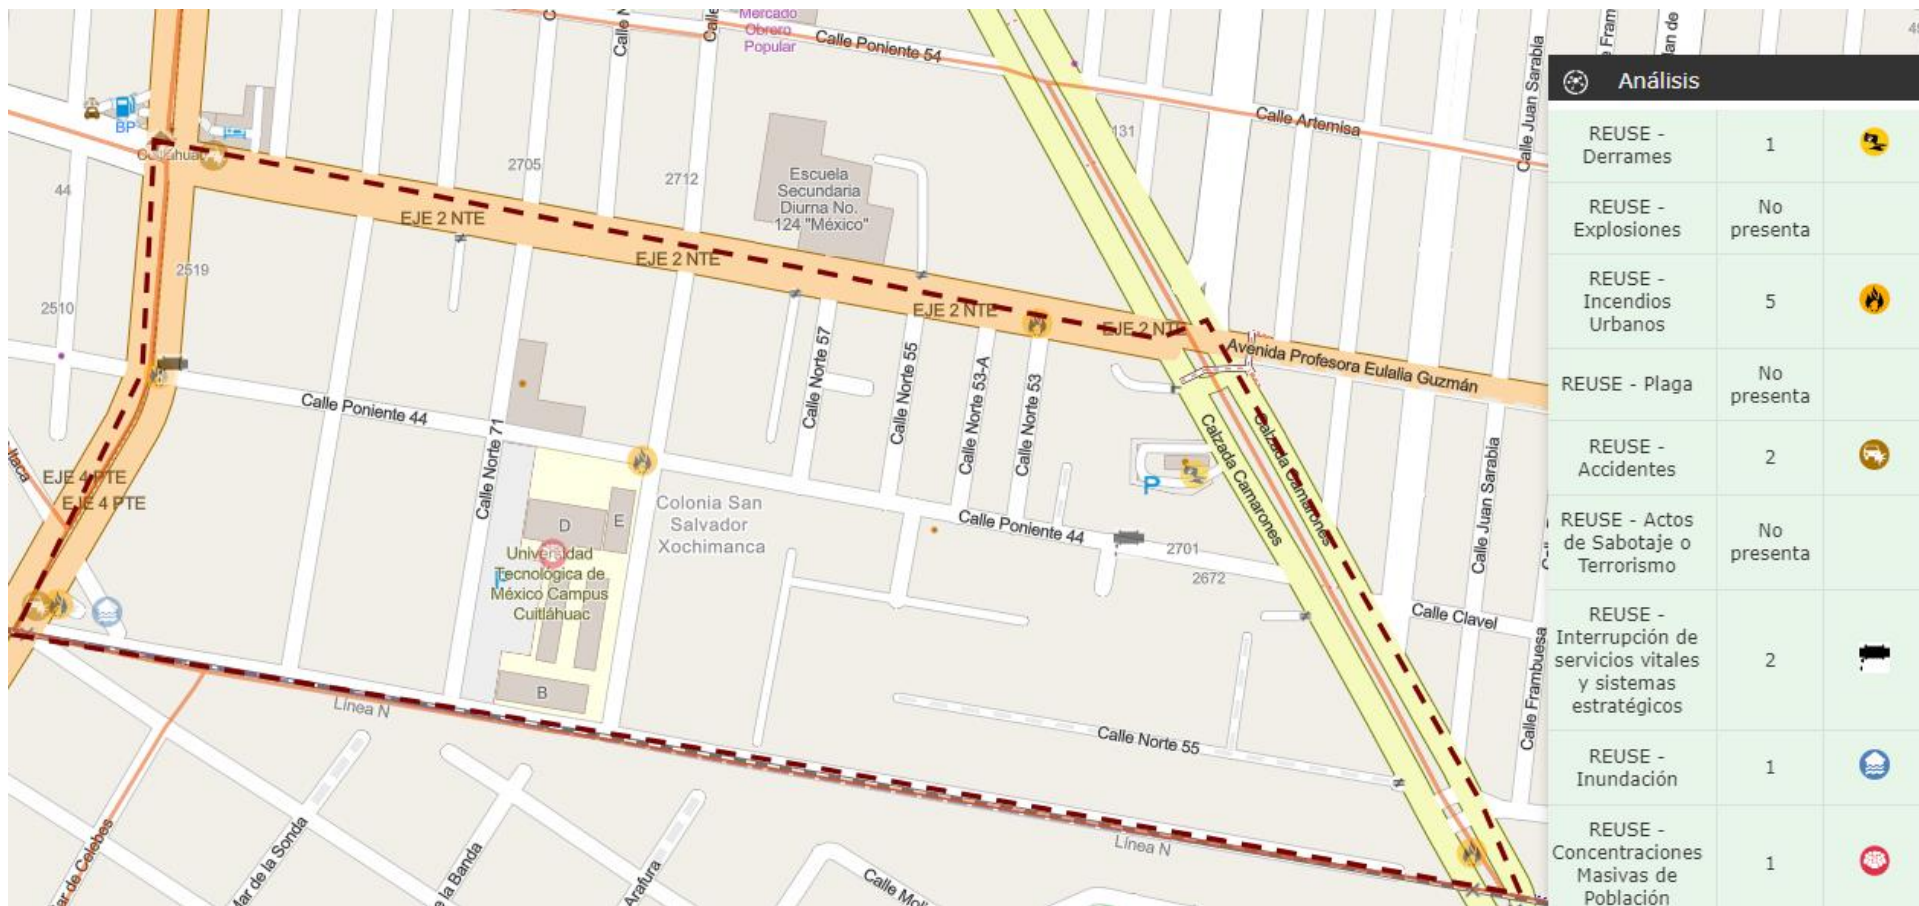 Mercado
Obrero
Popular
Calle Poniente 54
Calle Artemisa
Calle Juan Sarabia
131
BP
44
2705
2712
Escuela
Secundaria
Diurna No.
124 "México"
EJE 2 NTE
EJE 2 NTE
EJE 2 NTE
EJE 2 NTE
2519
2510
Avenida Profesora Eulalia Guzmán
Calle Poniente 44
Calle Norte 71
Calle Norte 57
Calle Norte 55
Calle Norte 53-A
Calle Norte 53
Calzada Camarones
Calzada Camarones
Calle Juan Sarabia
EJE 4 PTE
EJE 4 PTE
P
Colonia San
Salvador
Xochimanca
D
E
Universidad
Tecnológica de
México Campus
Cuitláhuac
B
Calle Poniente 44
2701
2672
Calle Clavel
Calle Frambuesa
Línea N
Calle Norte 55
Línea N
Mar de la Sonda
Arafura
Análisis
REUSE -
Derrames
1
REUSE -
Explosiones
No
presenta
REUSE -
Incendios
Urbanos
5
REUSE - Plaga
No
presenta
REUSE -
Accidentes
2
REUSE - Actos
de Sabotaje o
Terrorismo
No
presenta
REUSE -
Interrupción de
servicios vitales
y sistemas
estratégicos
2
REUSE -
Inundación
1
REUSE -
Concentraciones
Masivas de
Población
1